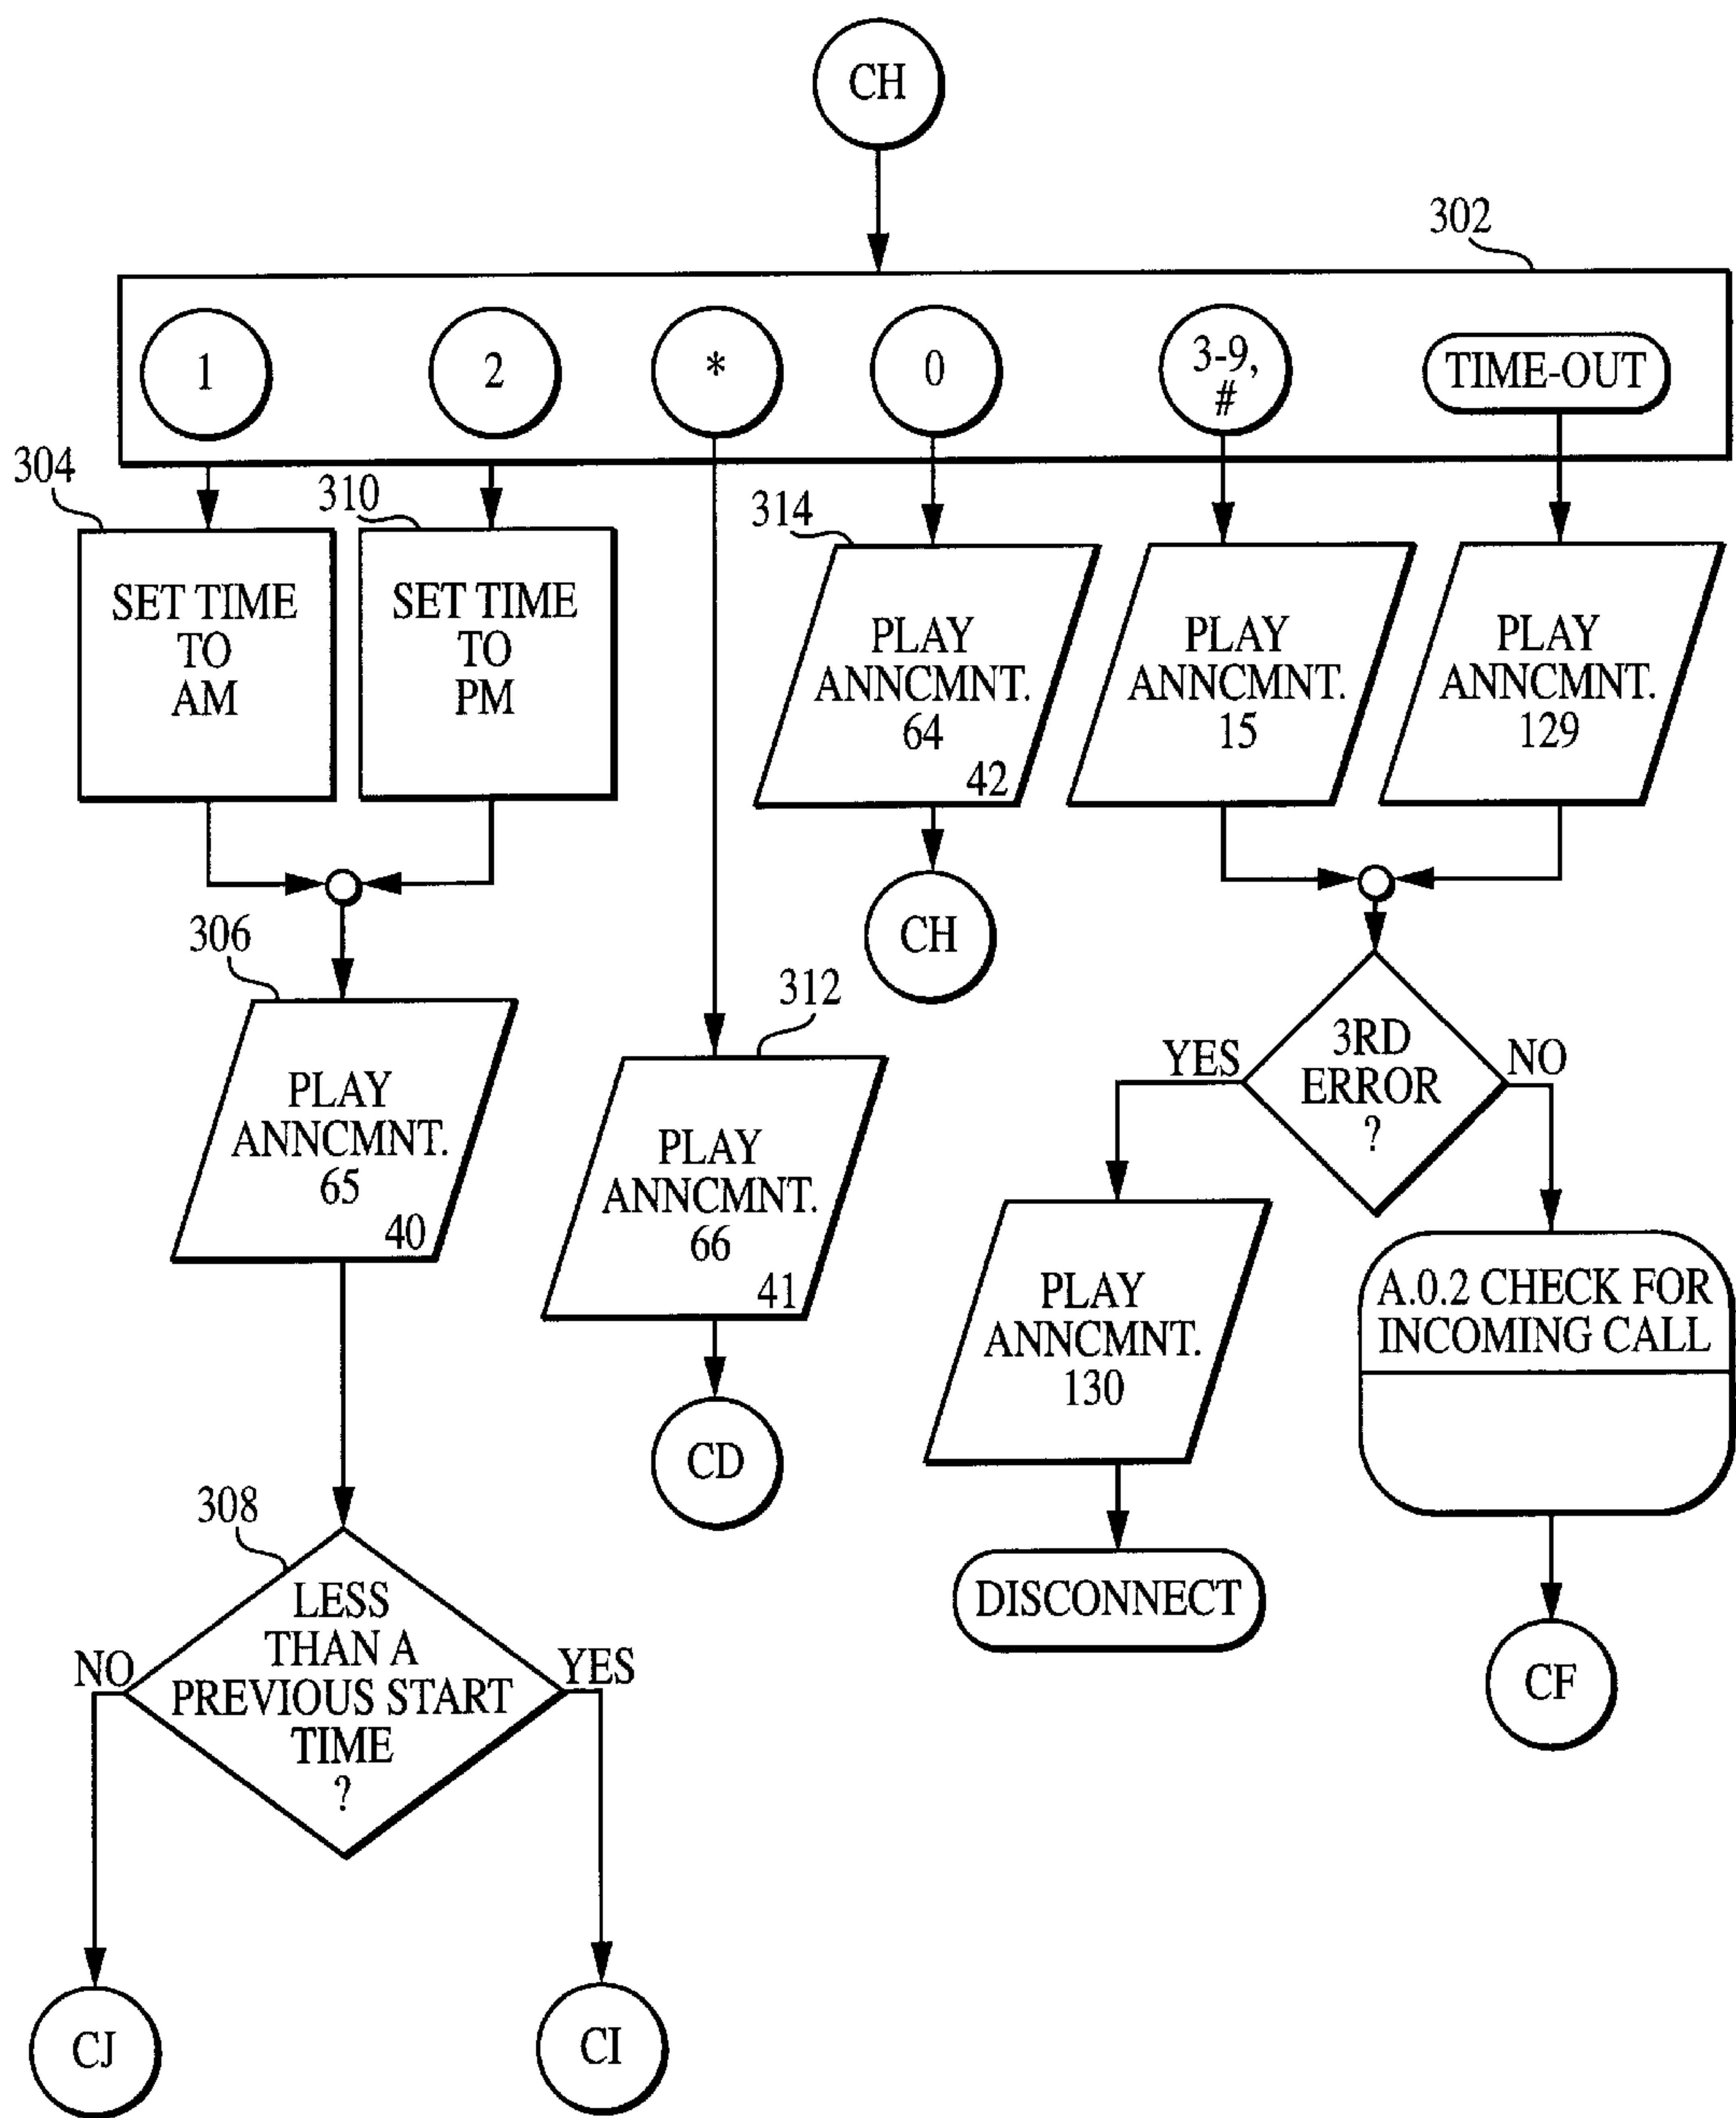 CH
302
1
2
*
0
3-9,
#
TIME-OUT
304
310
314
SET TIME
TO
AM
SET TIME
TO
PM
PLAY
ANNCMNT.
64
42
PLAY
ANNCMNT.
15
PLAY
ANNCMNT.
129
CH
306
PLAY
ANNCMNT.
65
40
312
PLAY
ANNCMNT.
66
41
CD
3RD
ERROR
?
YES
NO
PLAY
ANNCMNT.
130
DISCONNECT
A.0.2 CHECK FOR
INCOMING CALL
CF
308
LESS
THAN A
PREVIOUS START
TIME
?
NO
YES
CJ
CI